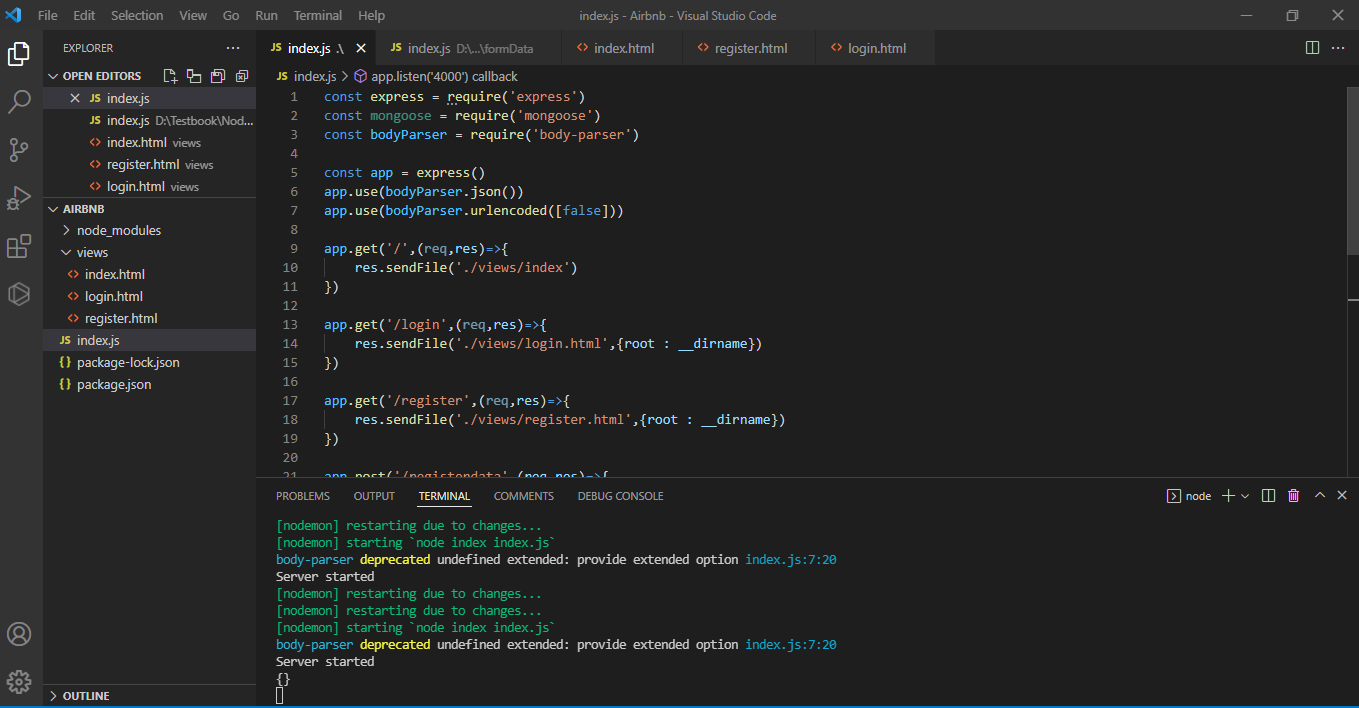 File Edit Selection View Go Run Terminal Help index.js - Airbnb - Visual Studio Code
EXPLORER ...
OPEN EDITORS
JS index.js
JS index.js D:\Testbook\Nod...
<> index.html views
<> register.html views
<> login.html views
AIRBNB
node_modules
views
<> index.html
<> login.html
<> register.html
JS index.js
{} package-lock.json
{} package.json
OUTLINE
JS index.js .\ JS index.js D:\...\formData <> index.html <> register.html <> login.html ...
JS index.js > app.listen('4000') callback
1 const express = require('express')
2 const mongoose = require('mongoose')
3 const bodyParser = require('body-parser')
4
5 const app = express()
6 app.use(bodyParser.json())
7 app.use(bodyParser.urlencoded([false]))
8
9 app.get('/',(req,res)=>{
10     res.sendFile('./views/index')
11 })
12
13 app.get('/login',(req,res)=>{
14     res.sendFile('./views/login.html',{root : __dirname})
15 })
16
17 app.get('/register',(req,res)=>{
18     res.sendFile('./views/register.html',{root : __dirname})
19 })
20
21 app.post('/registerdata',(req,res)=>{
PROBLEMS OUTPUT TERMINAL COMMENTS DEBUG CONSOLE node
[nodemon] restarting due to changes...
[nodemon] starting `node index index.js`
body-parser deprecated undefined extended: provide extended option index.js:7:20
Server started
[nodemon] restarting due to changes...
[nodemon] restarting due to changes...
[nodemon] starting `node index index.js`
body-parser deprecated undefined extended: provide extended option index.js:7:20
Server started
{}